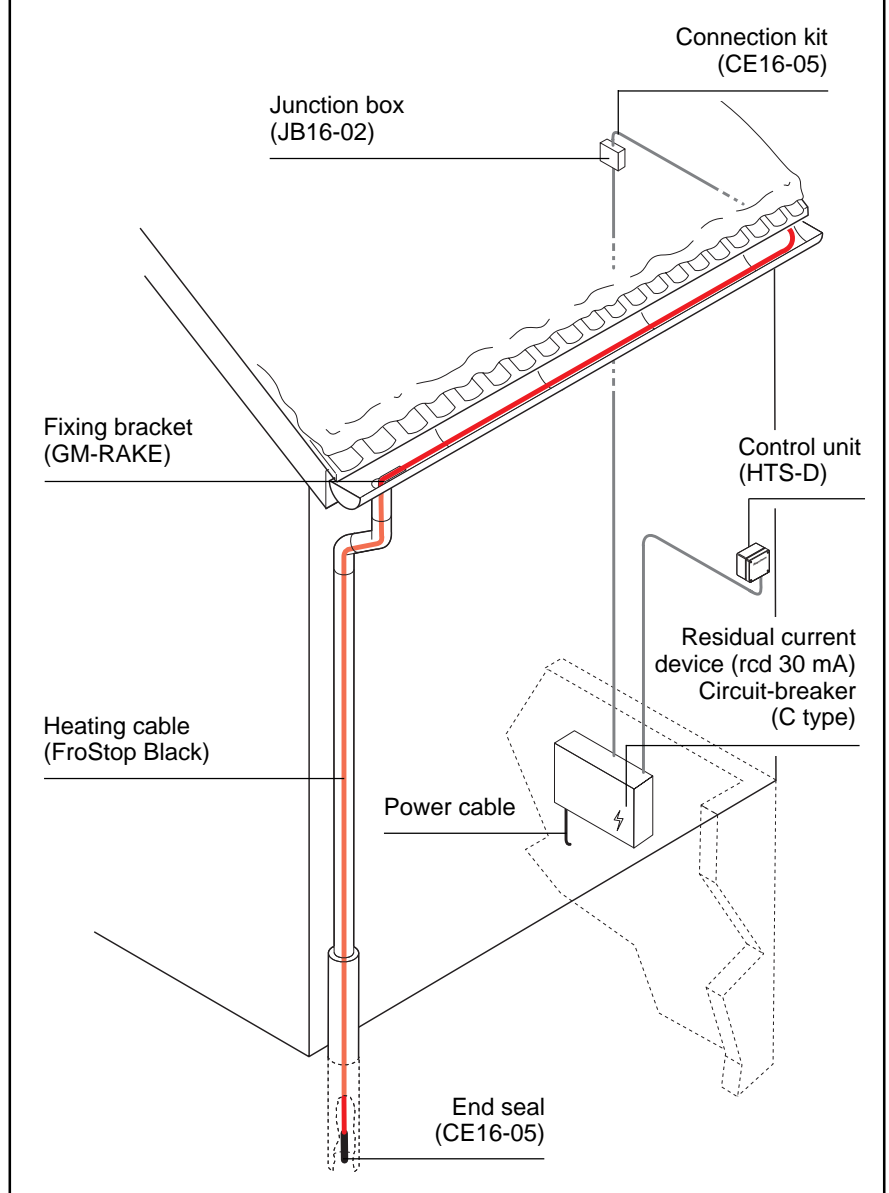 Connection kit
(CE16-05)
Junction box
(JB16-02)
Fixing bracket
(GM-RAKE)
Control unit
(HTS-D)
Residual current
device (rcd 30 mA)
Circuit-breaker
(C type)
Heating cable
(FroStop Black)
Power cable
End seal
(CE16-05)